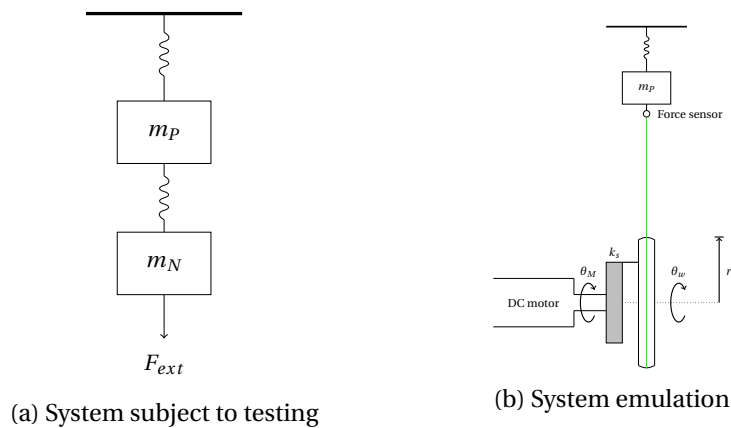 m_P
m_N
F_ext
(a) System subject to testing
m_P
Force sensor
k_s
θ_M
θ_w
r
DC motor
(b) System emulation